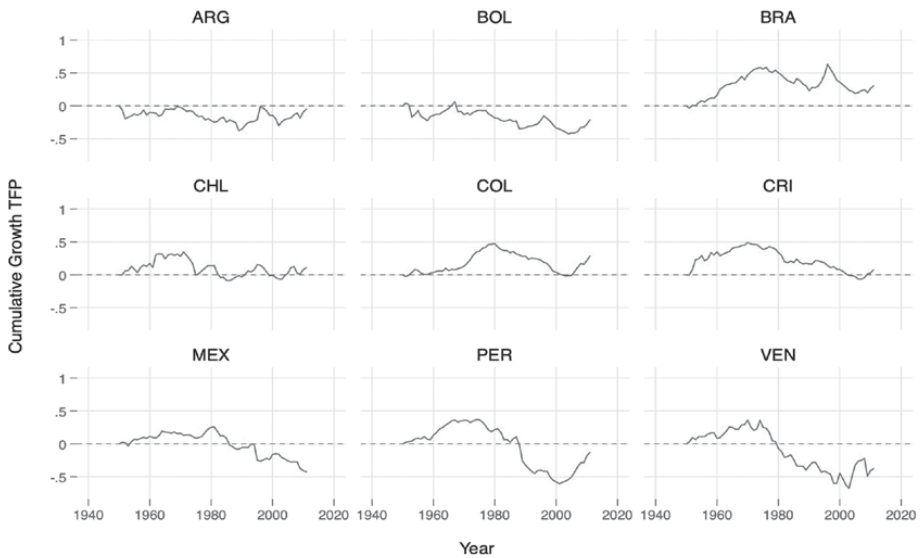 ARG BOL BRA
1
.5
0
-.5
CHL COL CRI
1
.5
0
-.5
Cumulative Growth TFP
MEX PER VEN
1
.5
0
-.5
1940 1960 1980 2000 2020 1940 1960 1980 2000 2020 1940 1960 1980 2000 2020
Year